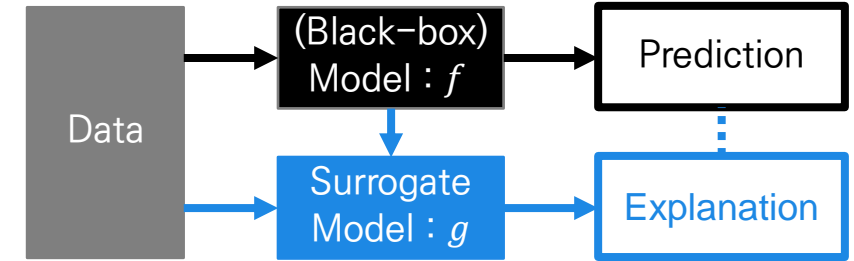 Data
(Black-box)
Model : f
Prediction
Surrogate
Model : g
Explanation